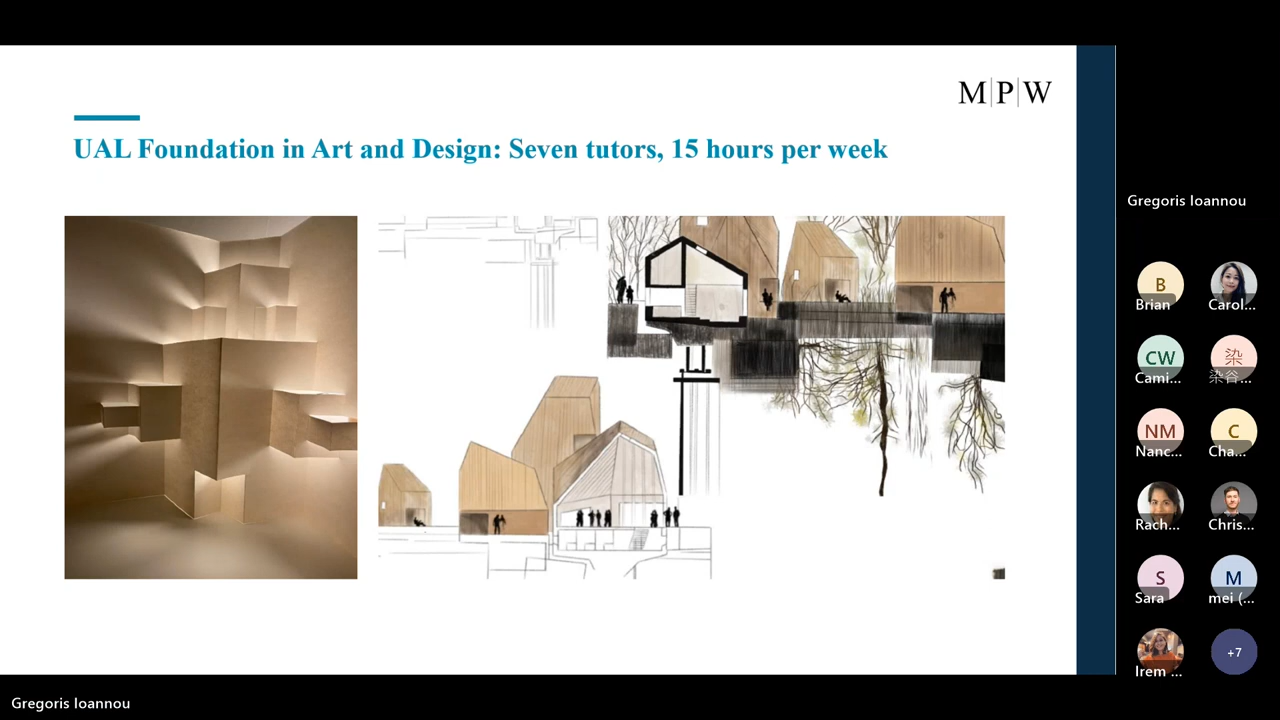 M|P|W
UAL Foundation in Art and Design: Seven tutors, 15 hours per week
Gregoris Ioannou
B
Brian
Carol...
CW
Cami...
染
染谷...
NM
Nanc...
C
Cha...
Rach...
Chris...
S
Sara
M
mei (...
Irem ...
+7
Gregoris Ioannou